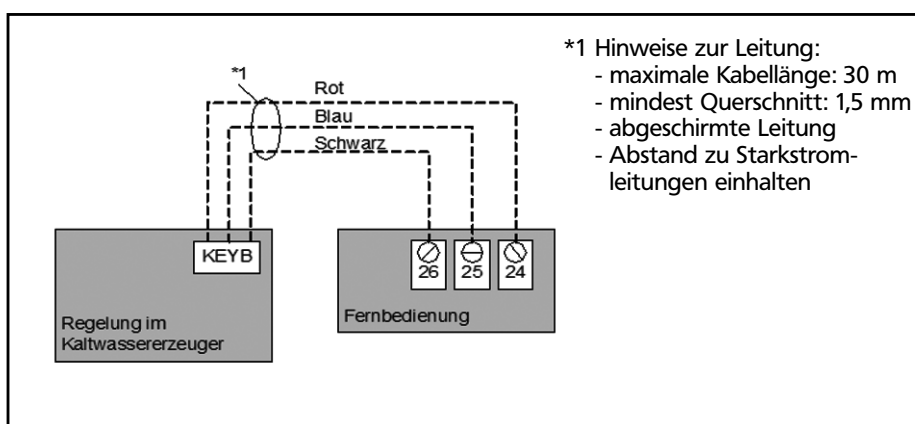 *1 Hinweise zur Leitung:
- maximale Kabellänge: 30 m
- mindest Querschnitt: 1,5 mm
- abgeschirmte Leitung
- Abstand zu Starkstrom-
leitungen einhalten
*1
Rot
Blau
Schwarz
KEYB
Regelung im
Kaltwassererzeuger
26 25 24
Fernbedienung